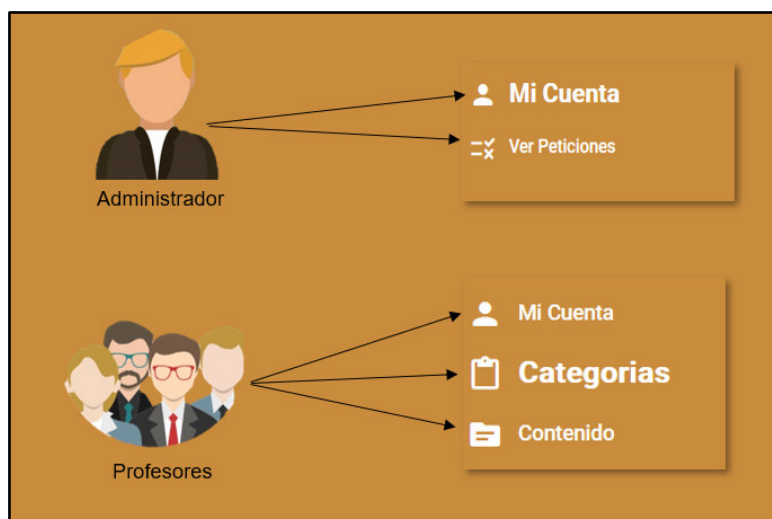 Mi Cuenta
Ver Peticiones
Administrador
Mi Cuenta
Categorias
Contenido
Profesores